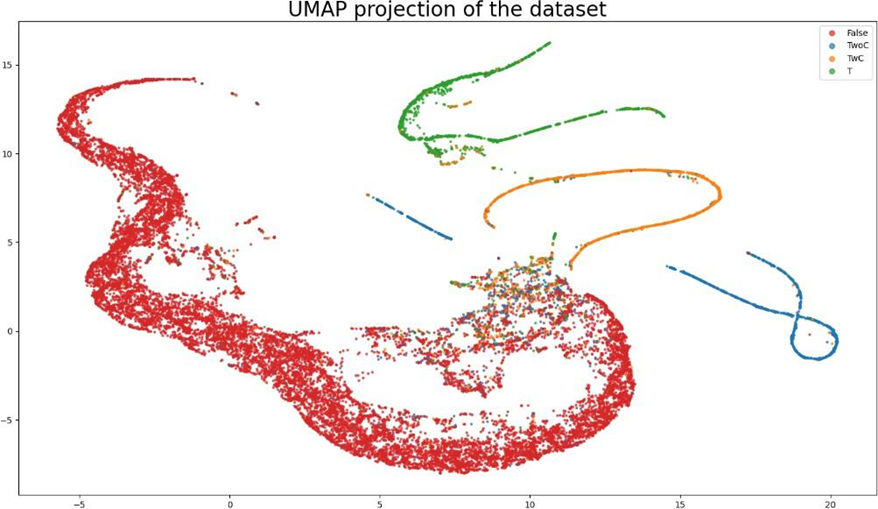 UMAP projection of the dataset
False
TwoC
TwC
T
15
10
5
0
−5
−5
0
5
10
15
20